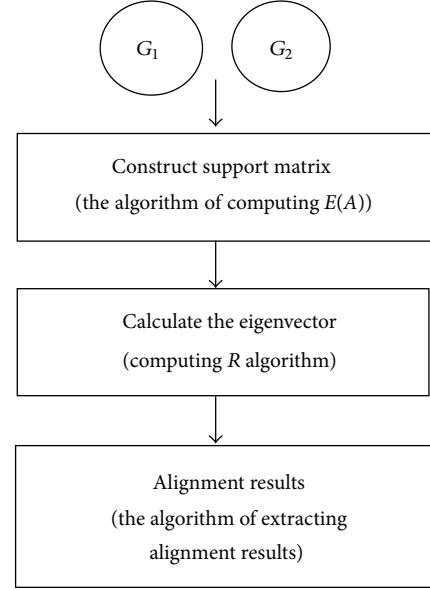 G1 G2
Construct support matrix
(the algorithm of computing E(A))
Calculate the eigenvector
(computing R algorithm)
Alignment results
(the algorithm of extracting
alignment results)